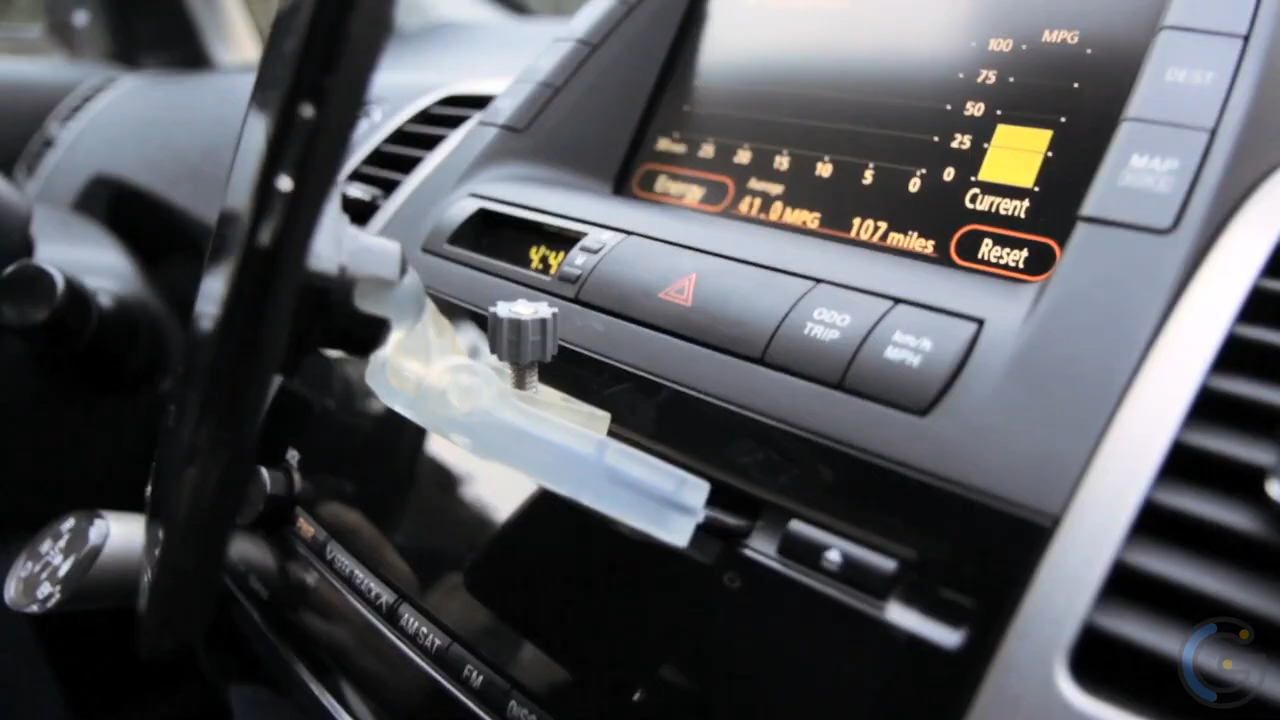 MPG
100
75
50
25
0
30min 25 20 15 10 5 0
Current
Energy
Average
41.0 MPG
107 miles
Reset
DEST
MAP
4:4
ODO
TRIP
km/h
MPH
AM·SAT
FM
DISC